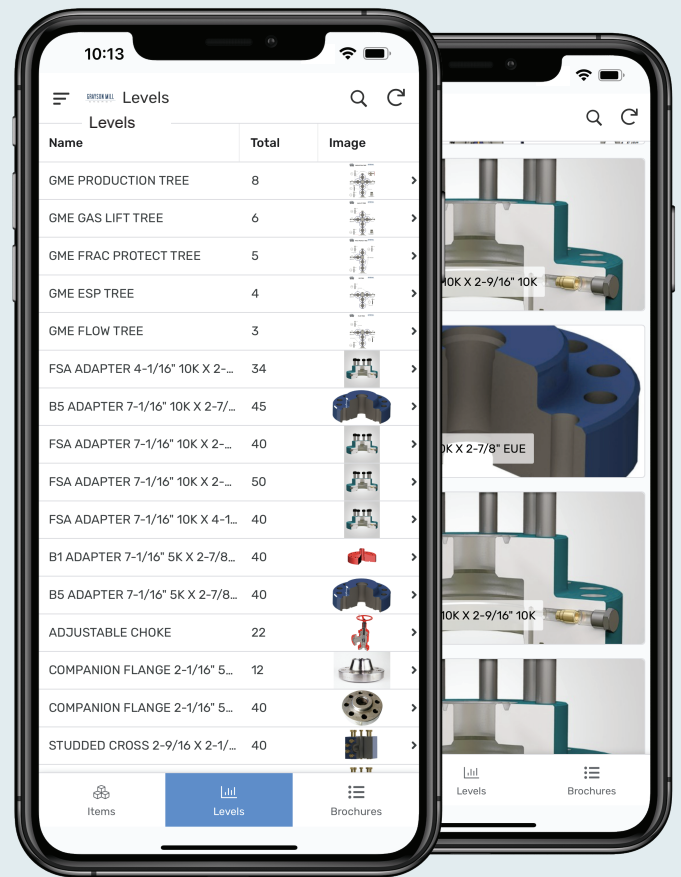 10:13
GRAYSON MILL
Levels
Levels
Name Total Image
GME PRODUCTION TREE 8
GME GAS LIFT TREE 6
GME FRAC PROTECT TREE 5
GME ESP TREE 4
GME FLOW TREE 3
FSA ADAPTER 4-1/16" 10K X 2-... 34
B5 ADAPTER 7-1/16" 10K X 2-7/... 45
FSA ADAPTER 7-1/16" 10K X 2-... 40
FSA ADAPTER 7-1/16" 10K X 2-... 50
FSA ADAPTER 7-1/16" 10K X 4-1... 40
B1 ADAPTER 7-1/16" 5K X 2-7/8... 40
B5 ADAPTER 7-1/16" 5K X 2-7/8... 40
ADJUSTABLE CHOKE 22
COMPANION FLANGE 2-1/16" 5... 12
COMPANION FLANGE 2-1/16" 5... 40
STUDDED CROSS 2-9/16 X 2-1/... 40
Items Levels Brochures
10K X 2-9/16" 10K
0K X 2-7/8" EUE
10K X 2-9/16" 10K
Levels Brochures